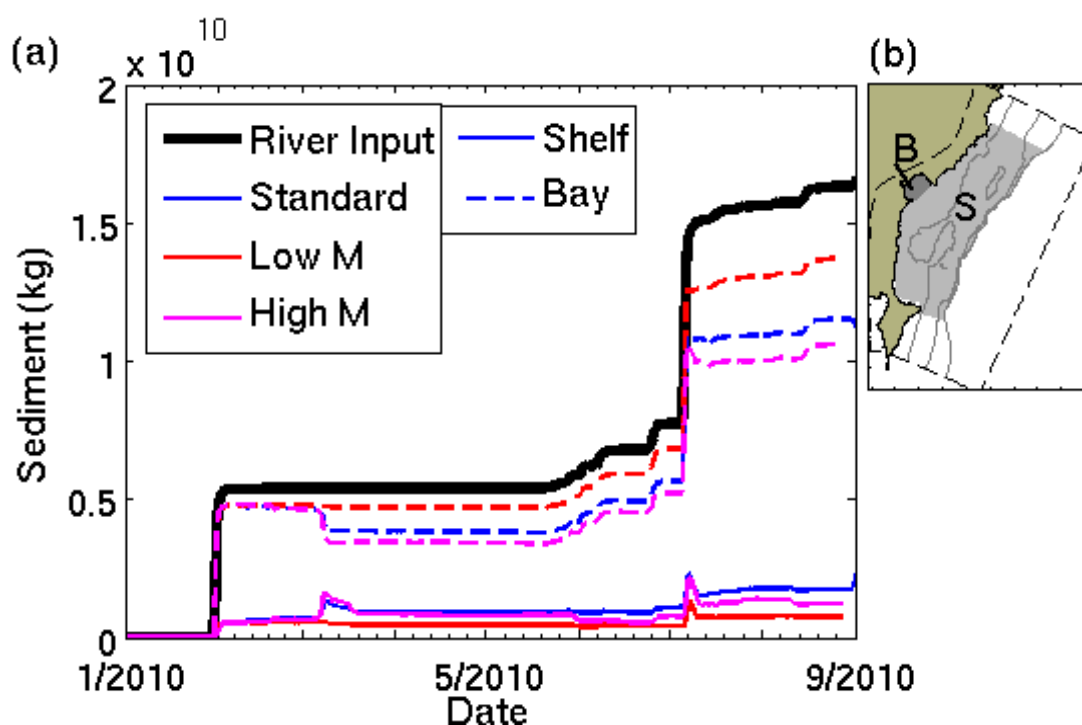 (a)
x 10
10
(b)
River Input
Standard
Low M
High M
Shelf
Bay
2
1.5
1
0.5
0
Sediment (kg)
1/2010
5/2010
9/2010
Date
B
S